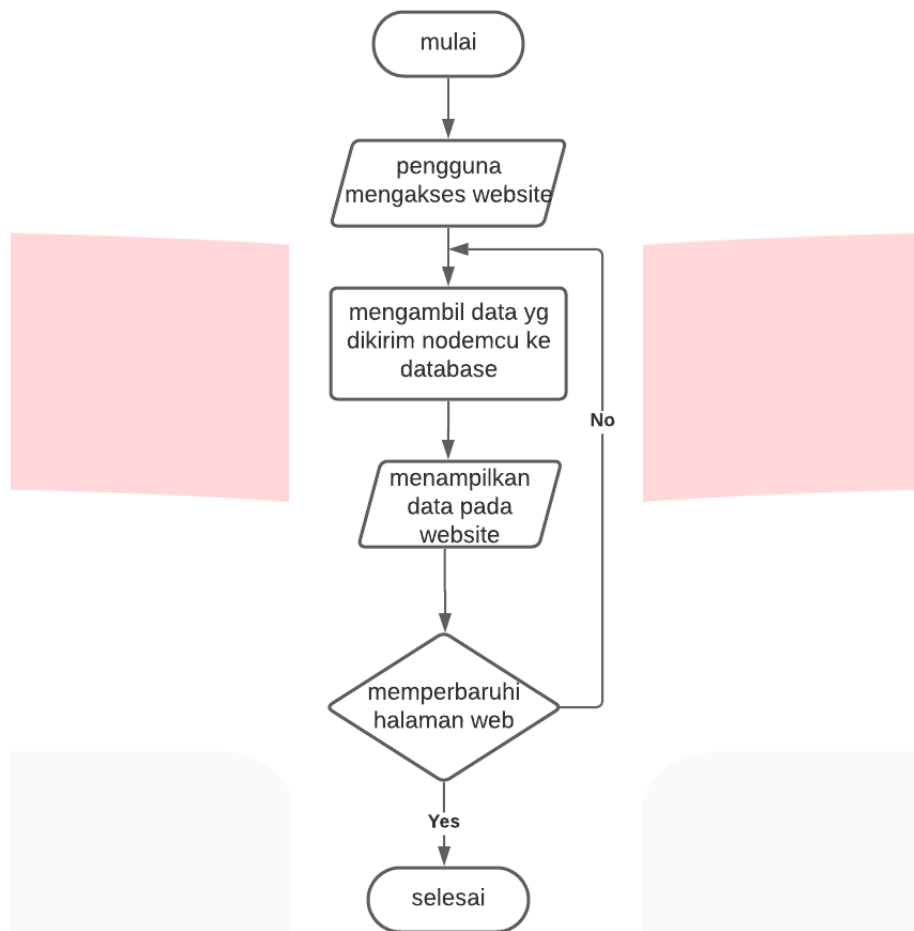 mulai
pengguna
mengakses website
mengambil data yg
dikirim nodemcu ke
database
No
menampilkan
data pada
website
memperbaruhi
halaman web
Yes
selesai